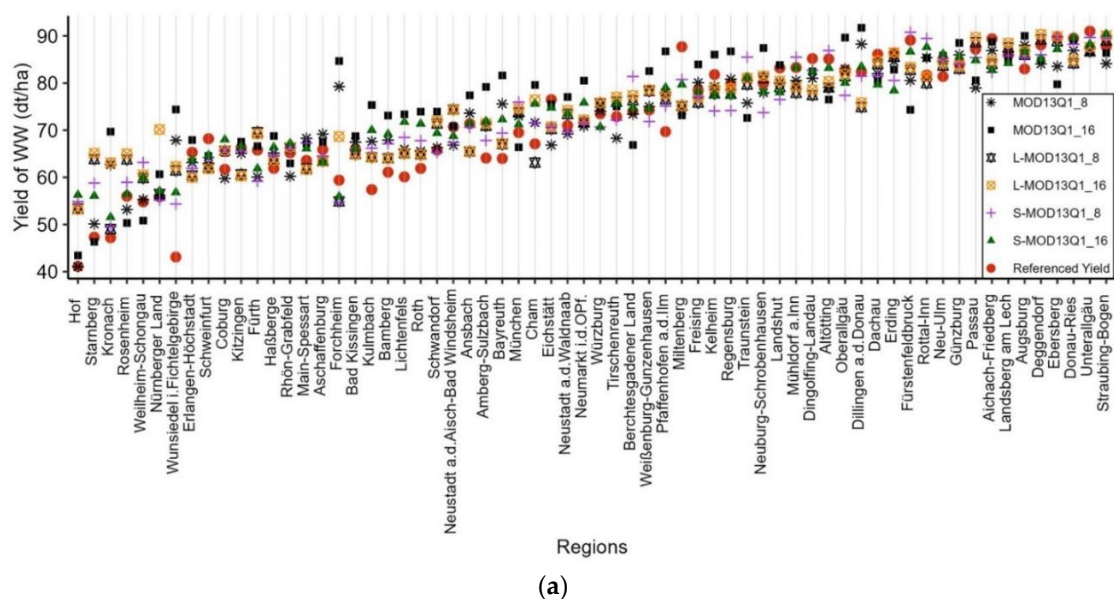 Yield of WW (dt/ha)
90
80
70
60
50
40
MOD13Q1_8
MOD13Q1_16
L-MOD13Q1_8
L-MOD13Q1_16
S-MOD13Q1_8
S-MOD13Q1_16
Referenced Yield
Hof
Starnberg
Kronach
Rosenheim
Weilheim-Schongau
Nürnberger Land
Wunsiedel i.Fichtelgebirge
Erlangen-Höchstadt
Schweinfurt
Coburg
Kitzingen
Fürth
Haßberge
Rhön-Grabfeld
Main-Spessart
Aschaffenburg
Forchheim
Bad Kissingen
Kulmbach
Bamberg
Lichtenfels
Roth
Schwandorf
Neustadt a.d.Aisch-Bad Windsheim
Ansbach
Amberg-Sulzbach
Bayreuth
München
Cham
Eichstätt
Neustadt a.d.Waldnaab
Neumarkt i.d.OPf.
Würzburg
Tirschenreuth
Berchtesgadener Land
Weißenburg-Gunzenhausen
Pfaffenhofen a.d.Ilm
Miltenberg
Freising
Kelheim
Regensburg
Traunstein
Neuburg-Schrobenhausen
Landshut
Mühldorf a.Inn
Dingolfing-Landau
Altötting
Oberallgäu
Dillingen a.d.Donau
Dachau
Erding
Fürstenfeldbruck
Rottal-Inn
Neu-Ulm
Günzburg
Passau
Aichach-Friedberg
Landsberg am Lech
Augsburg
Deggendorf
Ebersberg
Donau-Ries
Unterallgäu
Straubing-Bogen
Regions
(a)